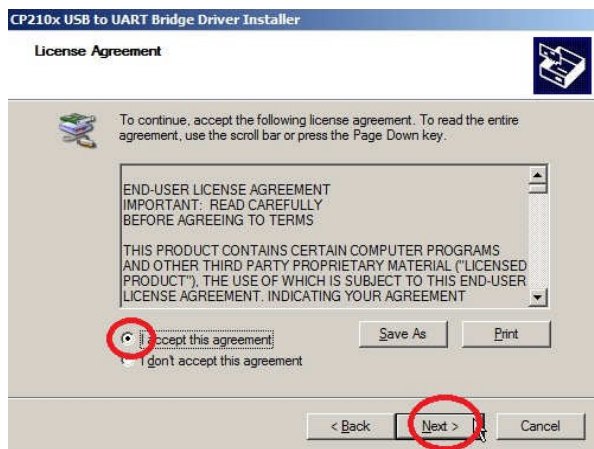 CP210x USB to UART Bridge Driver Installer
License Agreement
To continue, accept the following license agreement. To read the entire
agreement, use the scroll bar or press the Page Down key.
END-USER LICENSE AGREEMENT
IMPORTANT: READ CAREFULLY
BEFORE AGREEING TO TERMS
THIS PRODUCT CONTAINS CERTAIN COMPUTER PROGRAMS
AND OTHER THIRD PARTY PROPRIETARY MATERIAL ("LICENSED
PRODUCT"), THE USE OF WHICH IS SUBJECT TO THIS END-USER
LICENSE AGREEMENT. INDICATING YOUR AGREEMENT
I accept this agreement
Save As
Print
I don't accept this agreement
< Back
Next >
Cancel